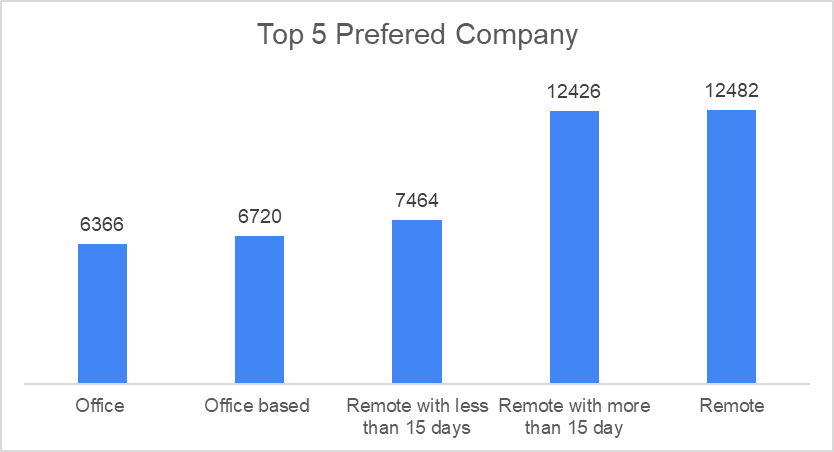 Top 5 Prefered Company
12426
12482
7464
6720
6366
Office
Office based
Remote with less
than 15 days
Remote with more
than 15 day
Remote